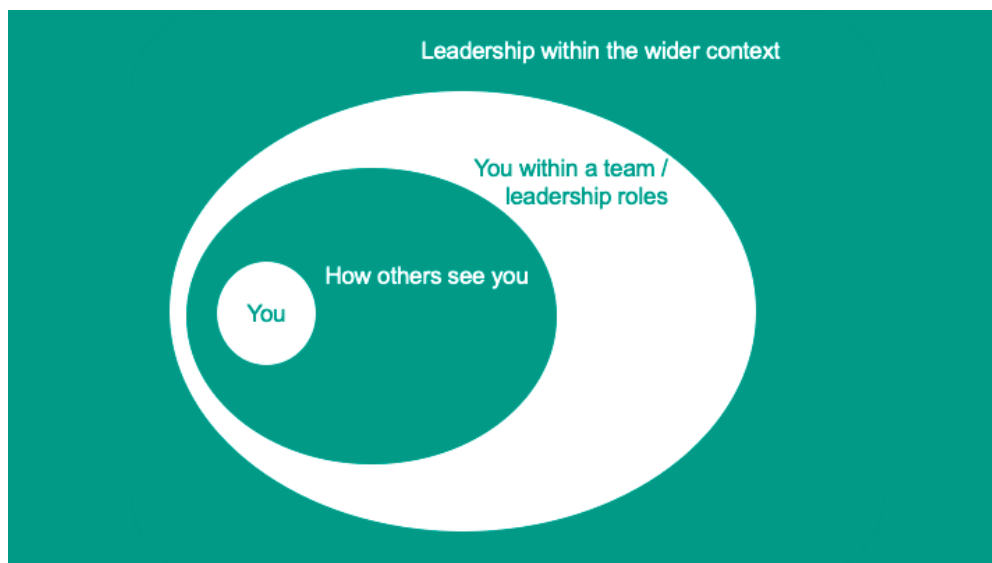 Leadership within the wider context
You within a team /
leadership roles
How others see you
You